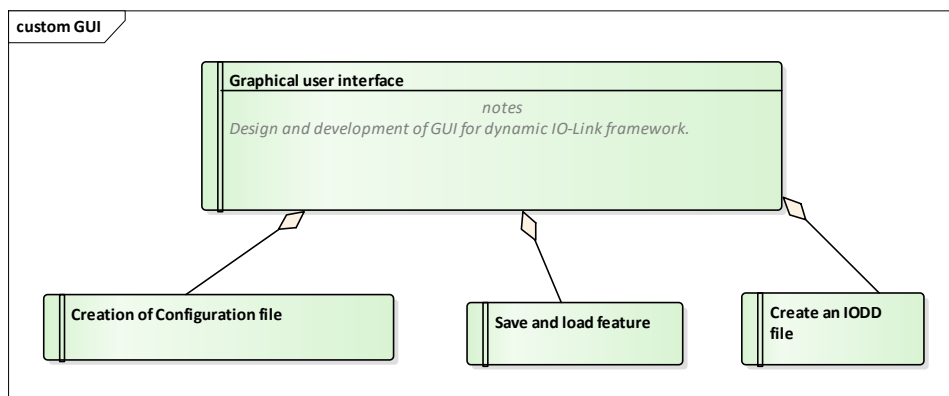 custom GUI
Graphical user interface
notes
Design and development of GUI for dynamic IO-Link framework.
Creation of Configuration file
Save and load feature
Create an IODD
file